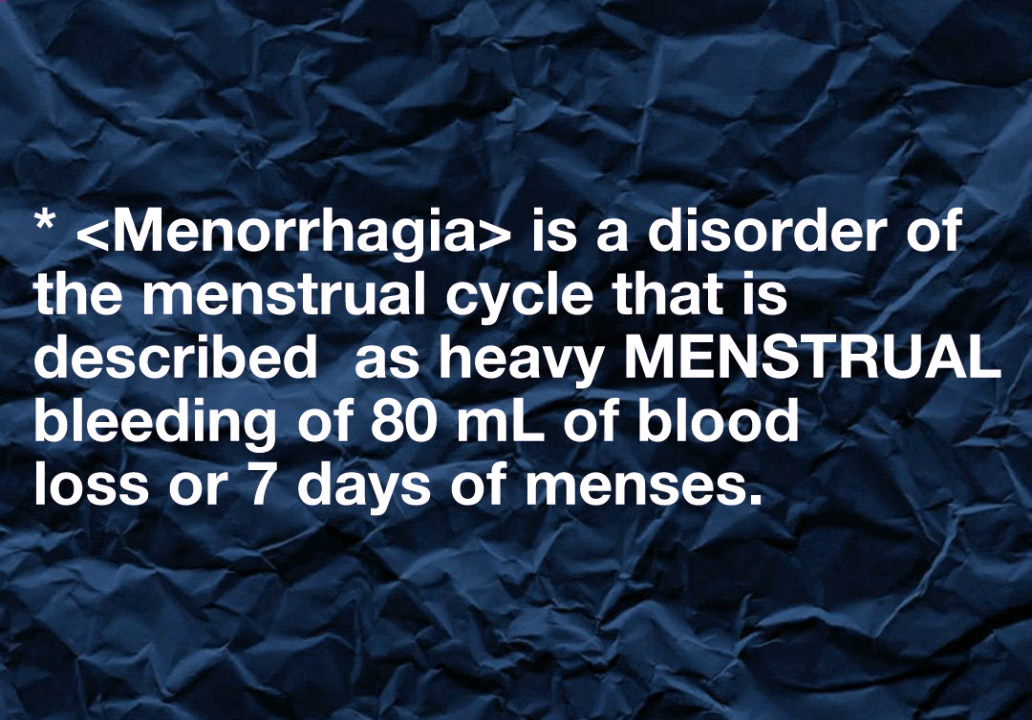 * <Menorrhagia> is a disorder of
the menstrual cycle that is
described  as heavy MENSTRUAL
bleeding of 80 mL of blood
loss or 7 days of menses.